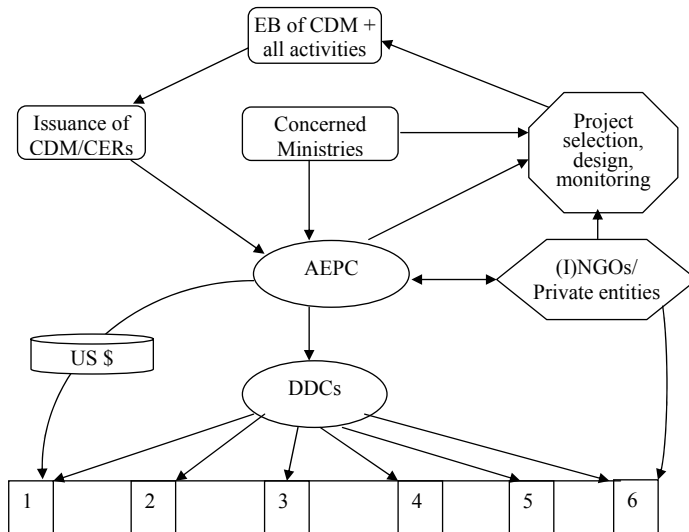 EB of CDM +
all activities
Issuance of
CDM/CERs
Concerned
Ministries
Project
selection,
design,
monitoring
AEPC
(I)NGOs/
Private entities
US $
DDCs
1 2 3 4 5 6